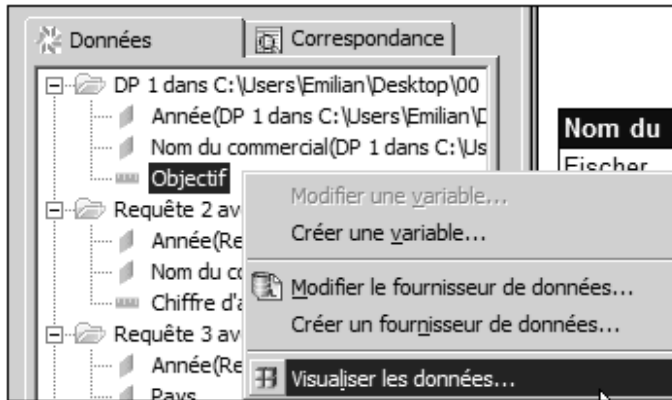 Données
Correspondance
DP 1 dans C:\Users\Emilian\Desktop\00
Année(DP 1 dans C:\Users\Emilian\D
Nom du commercial(DP 1 dans C:\Us
Objectif
Requête 2 av
Année(Re
Nom du co
Chiffre d'a
Requête 3 av
Année(Re
Pays
Modifier une variable...
Créer une variable...
Modifier le fournisseur de données...
Créer un fournisseur de données...
Visualiser les données...
Nom du
Fischer